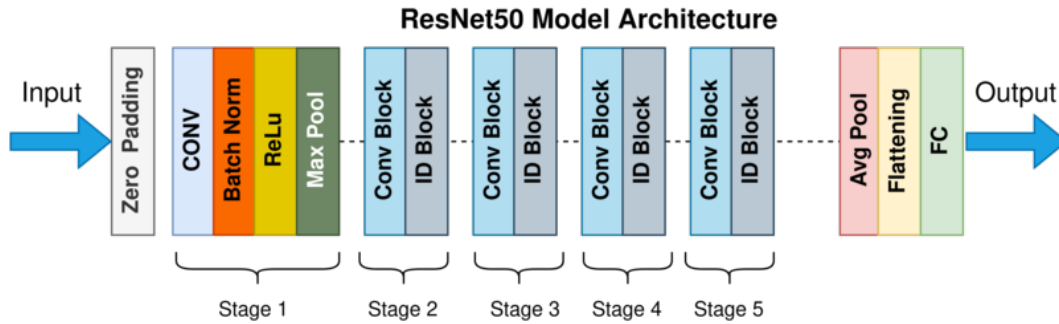 ResNet50 Model Architecture
Input
Zero Padding
CONV
Batch Norm
ReLu
Max Pool
Conv Block
ID Block
Conv Block
ID Block
Conv Block
ID Block
Conv Block
ID Block
Avg Pool
Flattening
FC
Output
Stage 1
Stage 2
Stage 3
Stage 4
Stage 5